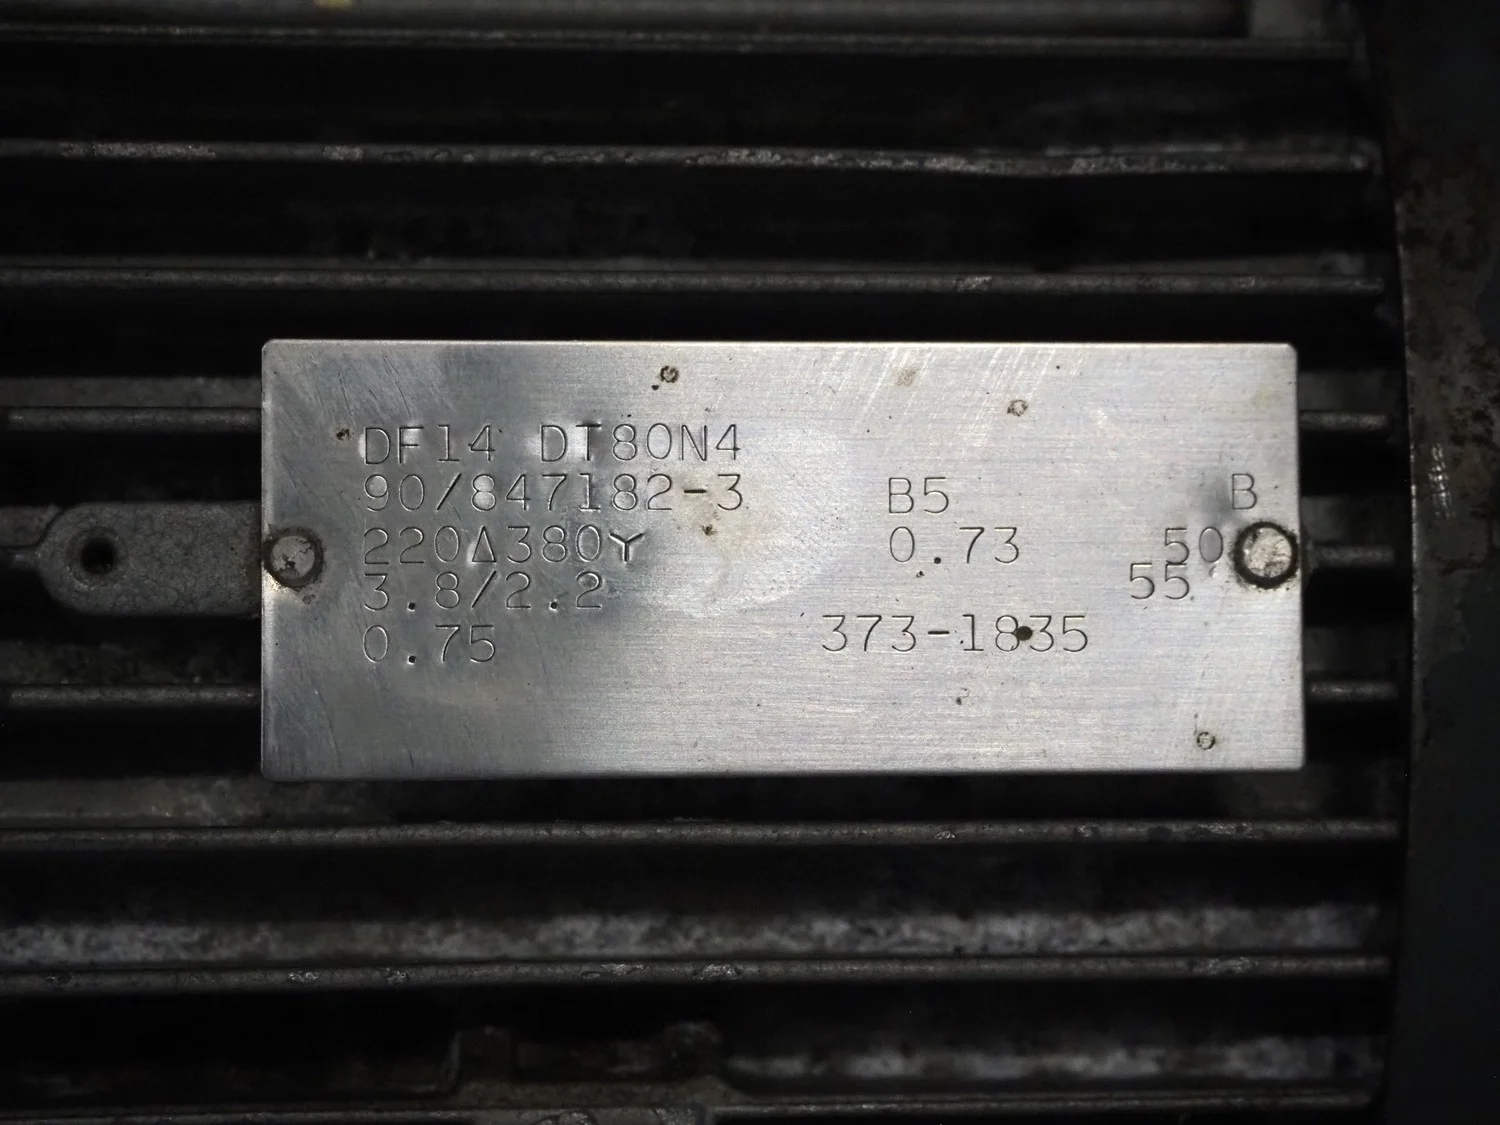 DF14 DT80N4
90/847182-3 B5 B
220Δ380Y 0.73 50
3.8/2.2 55
0.75 373-1835